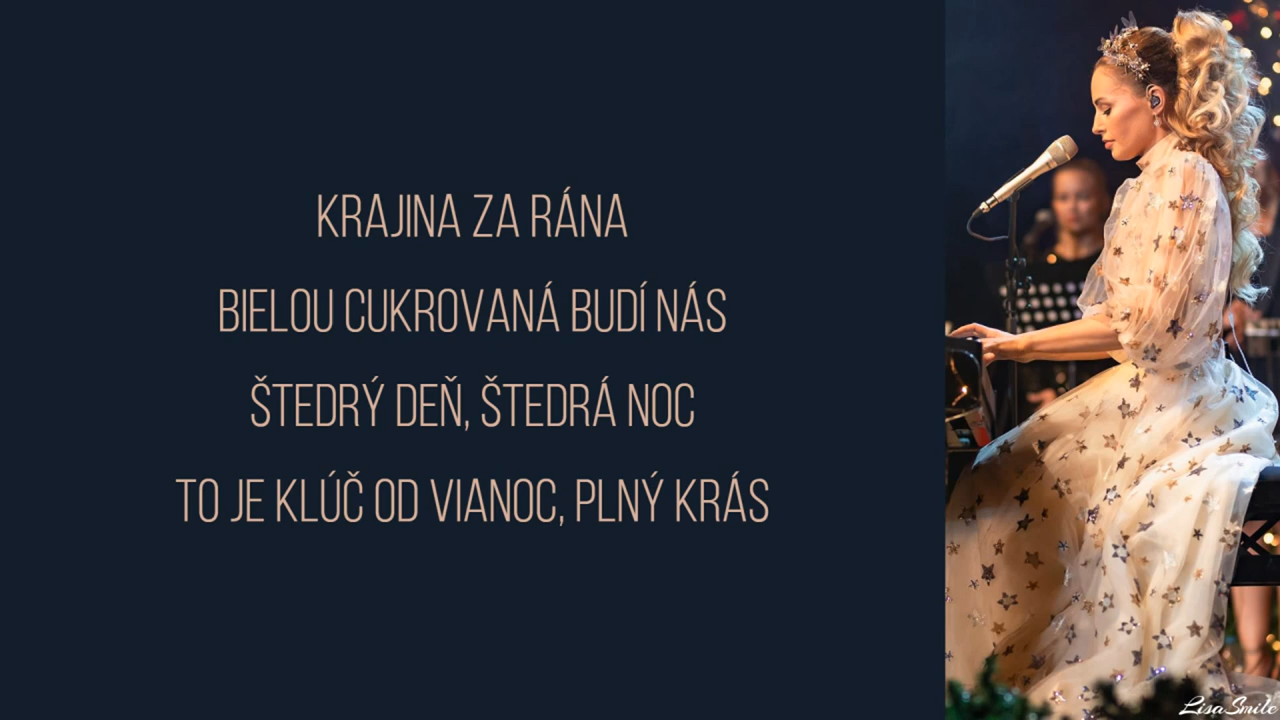 KRAJINA ZA RÁNA
BIELOU CUKROVANÁ BUDÍ NÁS
ŠTEDRÝ DEŇ, ŠTEDRÁ NOC
TO JE KLÚČ OD VIANOC, PLNÝ KRÁS
LisaSmile